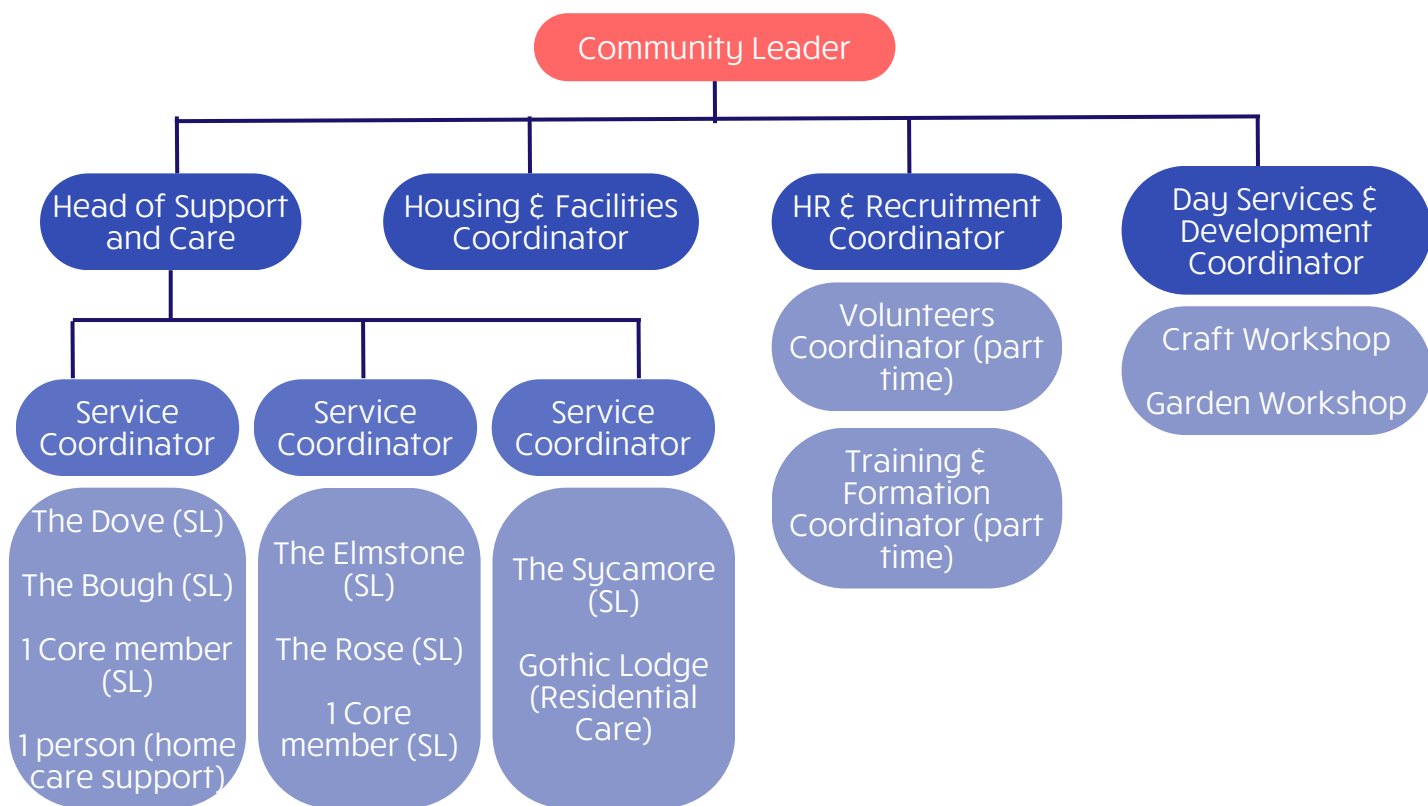 Community Leader
Head of Support
and Care
Housing & Facilities
Coordinator
HR & Recruitment
Coordinator
Day Services &
Development
Coordinator
Volunteers
Coordinator (part
time)
Training &
Formation
Coordinator (part
time)
Craft Workshop
Garden Workshop
Service
Coordinator
Service
Coordinator
Service
Coordinator
The Dove (SL)
The Bough (SL)
1 Core member
(SL)
1 person (home
care support)
The Elmstone
(SL)
The Rose (SL)
1 Core
member (SL)
The Sycamore
(SL)
Gothic Lodge
(Residential
Care)